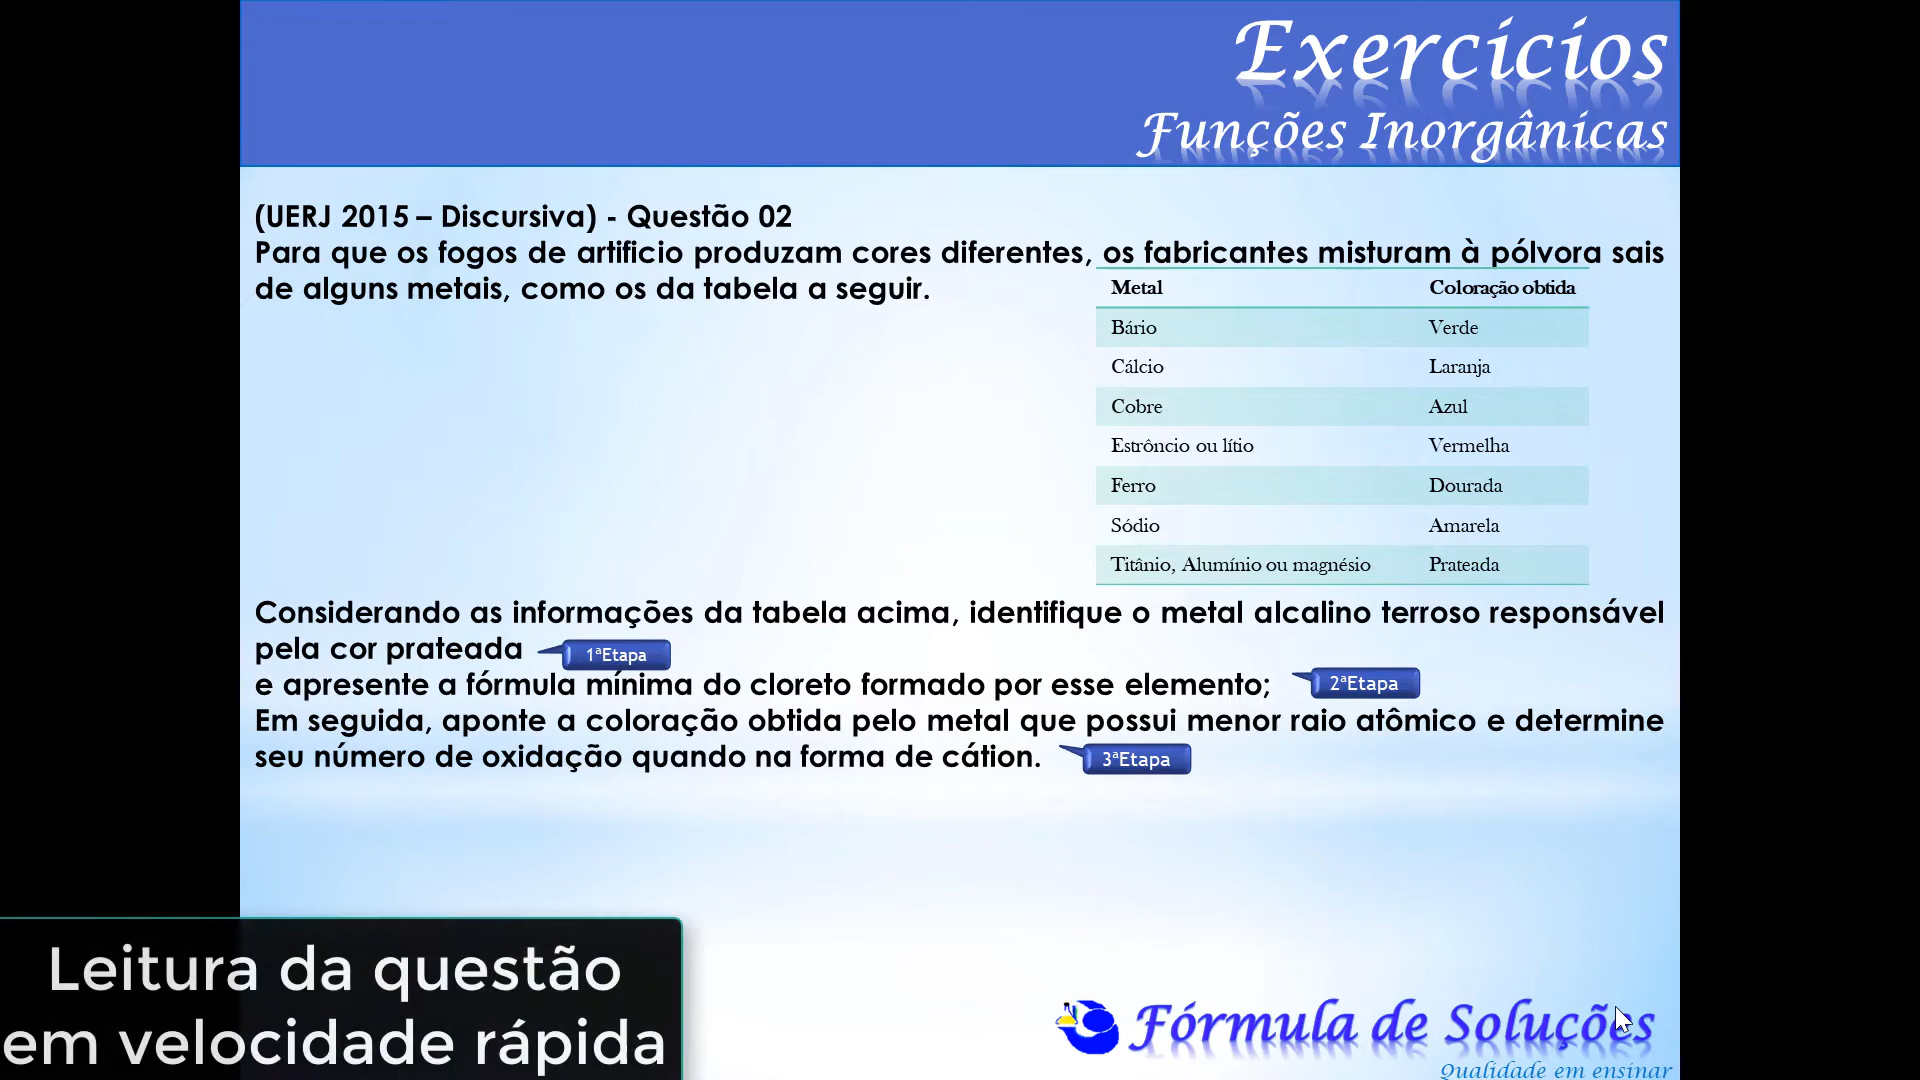 Exercícios
Funções Inorgânicas
(UERJ 2015 – Discursiva) - Questão 02
Para que os fogos de artificio produzam cores diferentes, os fabricantes misturam à pólvora sais
de alguns metais, como os da tabela a seguir.
Metal Coloração obtida
Bário Verde
Cálcio Laranja
Cobre Azul
Estrôncio ou lítio Vermelha
Ferro Dourada
Sódio Amarela
Titânio, Alumínio ou magnésio Prateada
Considerando as informações da tabela acima, identifique o metal alcalino terroso responsável
pela cor prateada 1ªEtapa
e apresente a fórmula mínima do cloreto formado por esse elemento; 2ªEtapa
Em seguida, aponte a coloração obtida pelo metal que possui menor raio atômico e determine
seu número de oxidação quando na forma de cátion. 3ªEtapa
Leitura da questão
em velocidade rápida
Fórmula de Soluções
Qualidade em ensinar